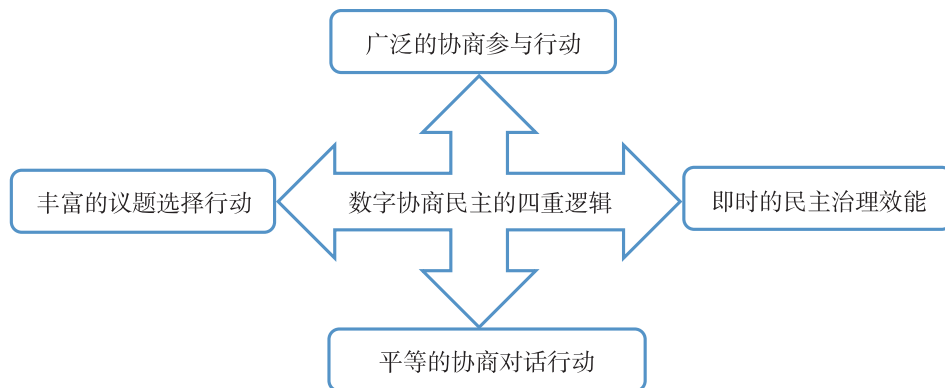 广泛的协商参与行动
丰富的议题选择行动
数字协商民主的四重逻辑
即时的民主治理效能
平等的协商对话行动